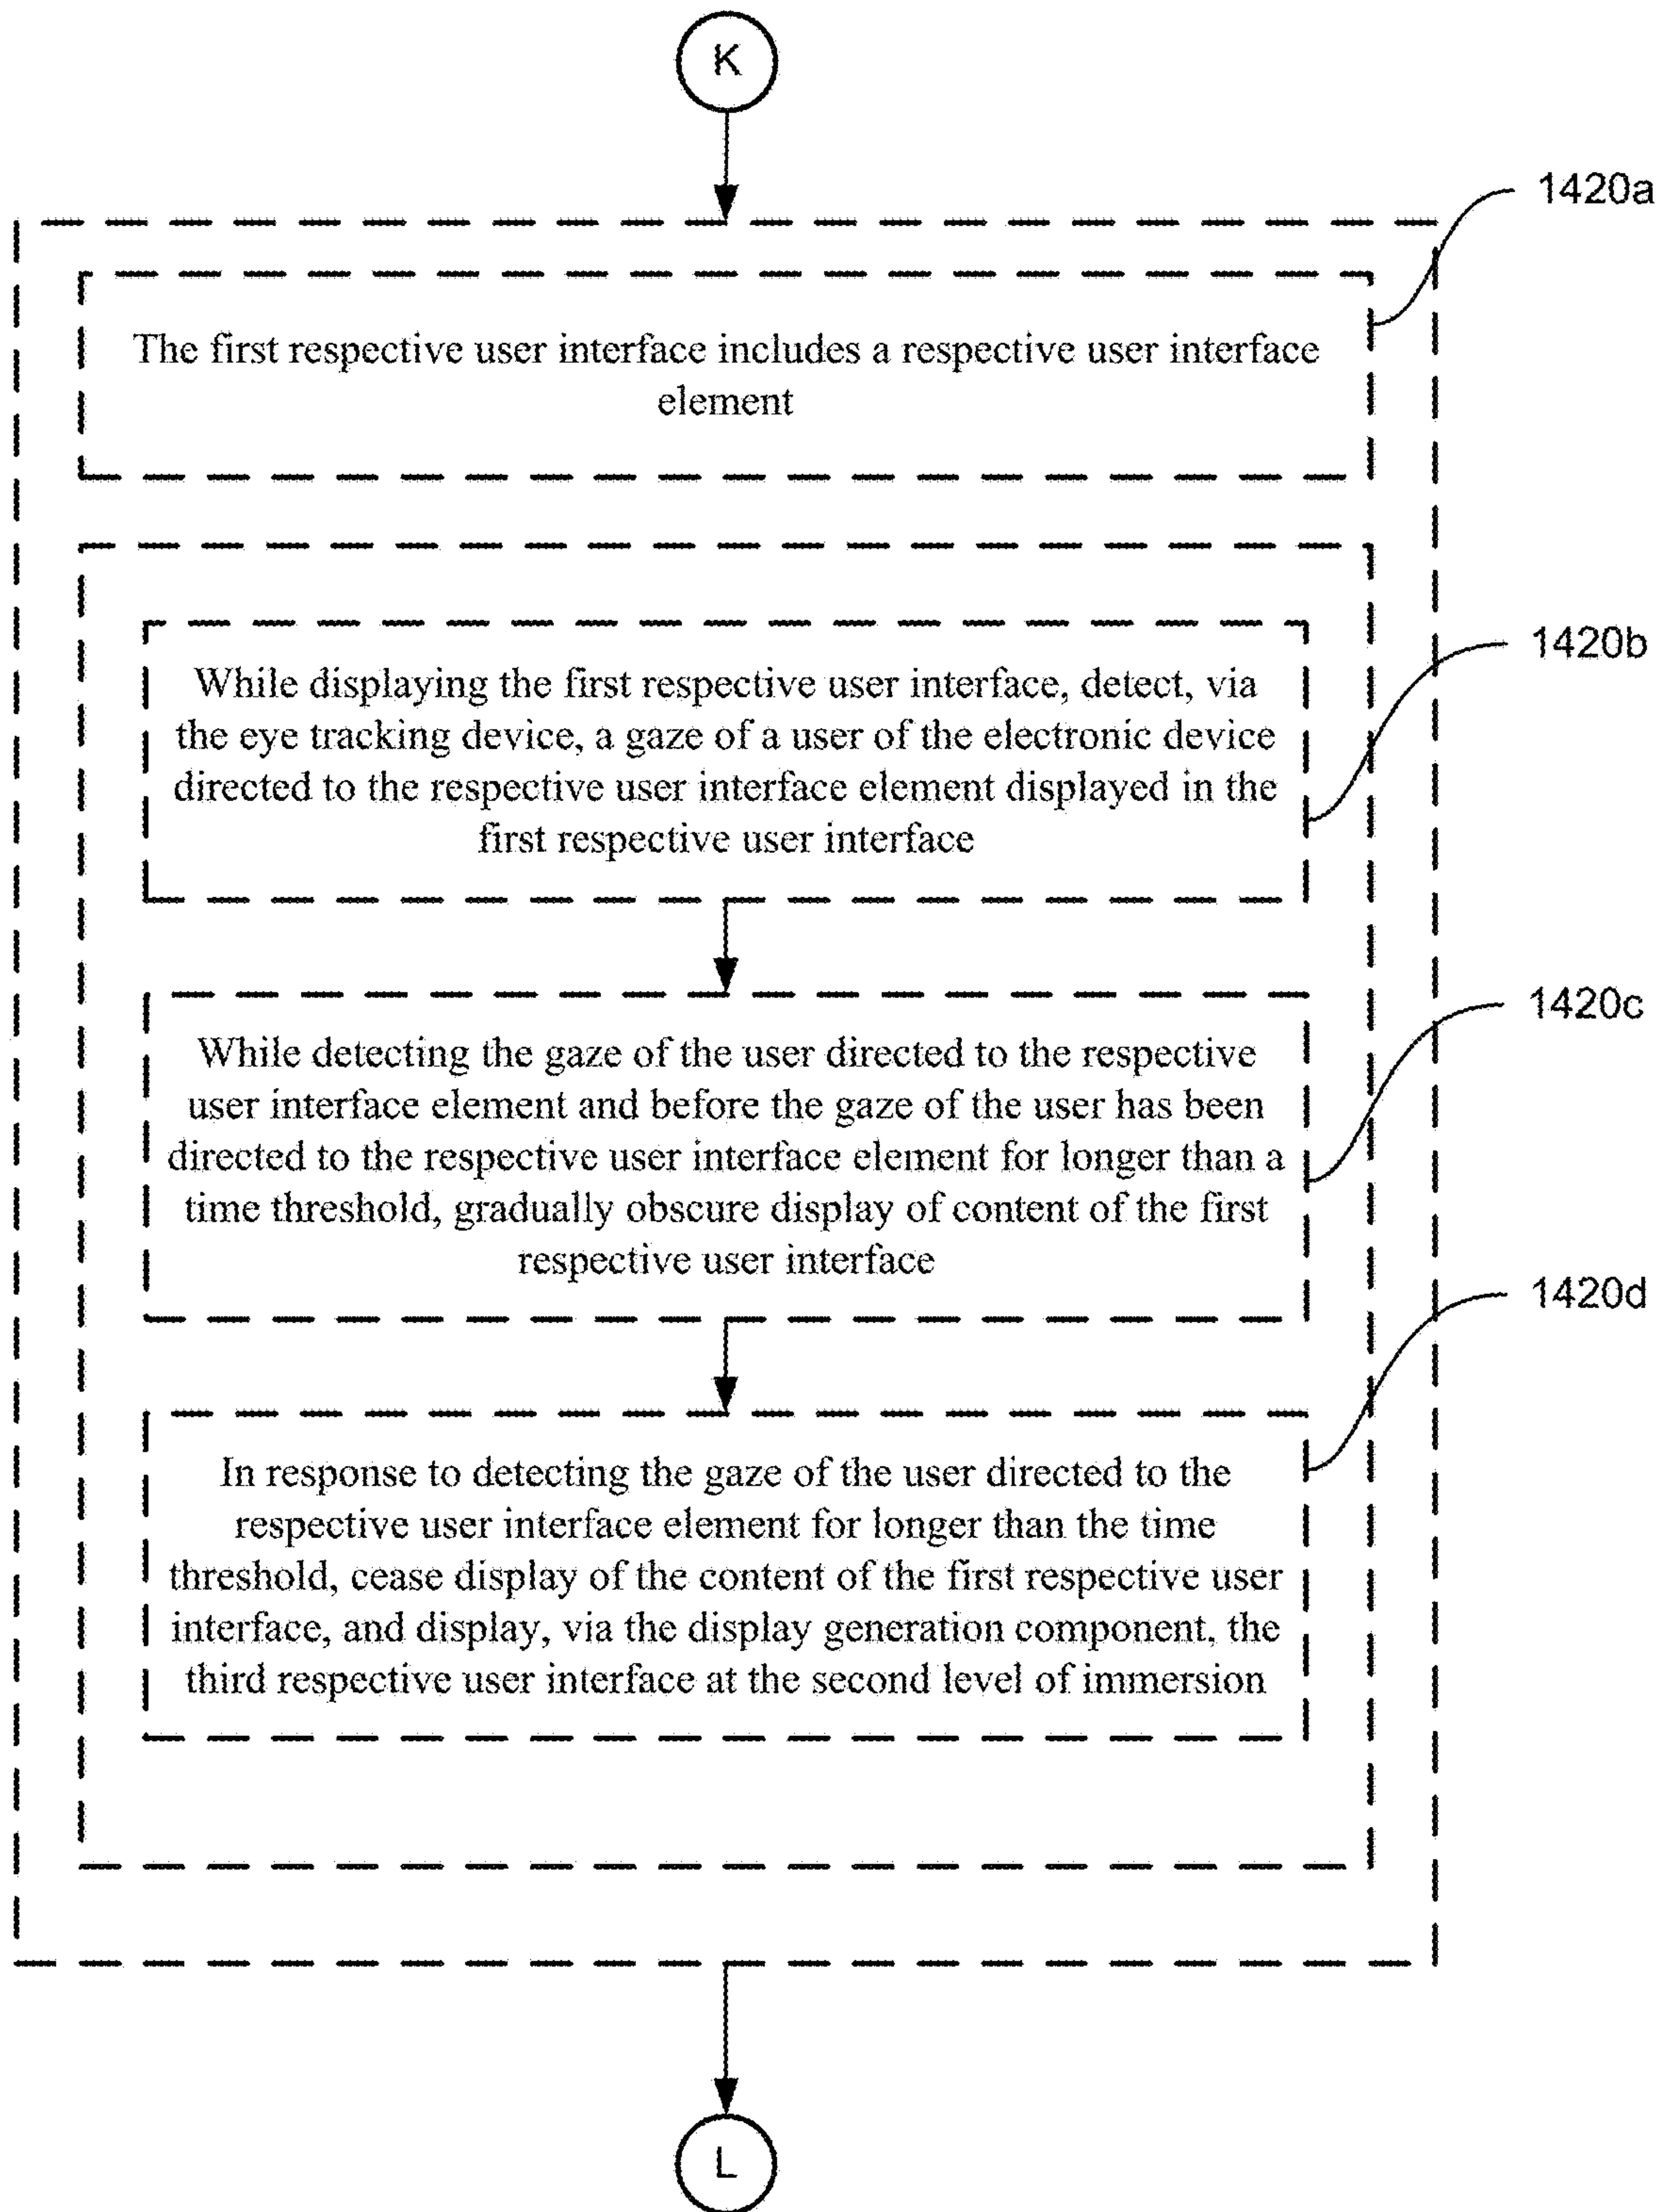 K
1420a
The first respective user interface includes a respective user interface
element
1420b
While displaying the first respective user interface, detect, via
the eye tracking device, a gaze of a user of the electronic device
directed to the respective user interface element displayed in the
first respective user interface
1420c
While detecting the gaze of the user directed to the respective
user interface element and before the gaze of the user has been
directed to the respective user interface element for longer than a
time threshold, gradually obscure display of content of the first
respective user interface
1420d
In response to detecting the gaze of the user directed to the
respective user interface element for longer than the time
threshold, cease display of the content of the first respective user
interface, and display, via the display generation component, the
third respective user interface at the second level of immersion
L